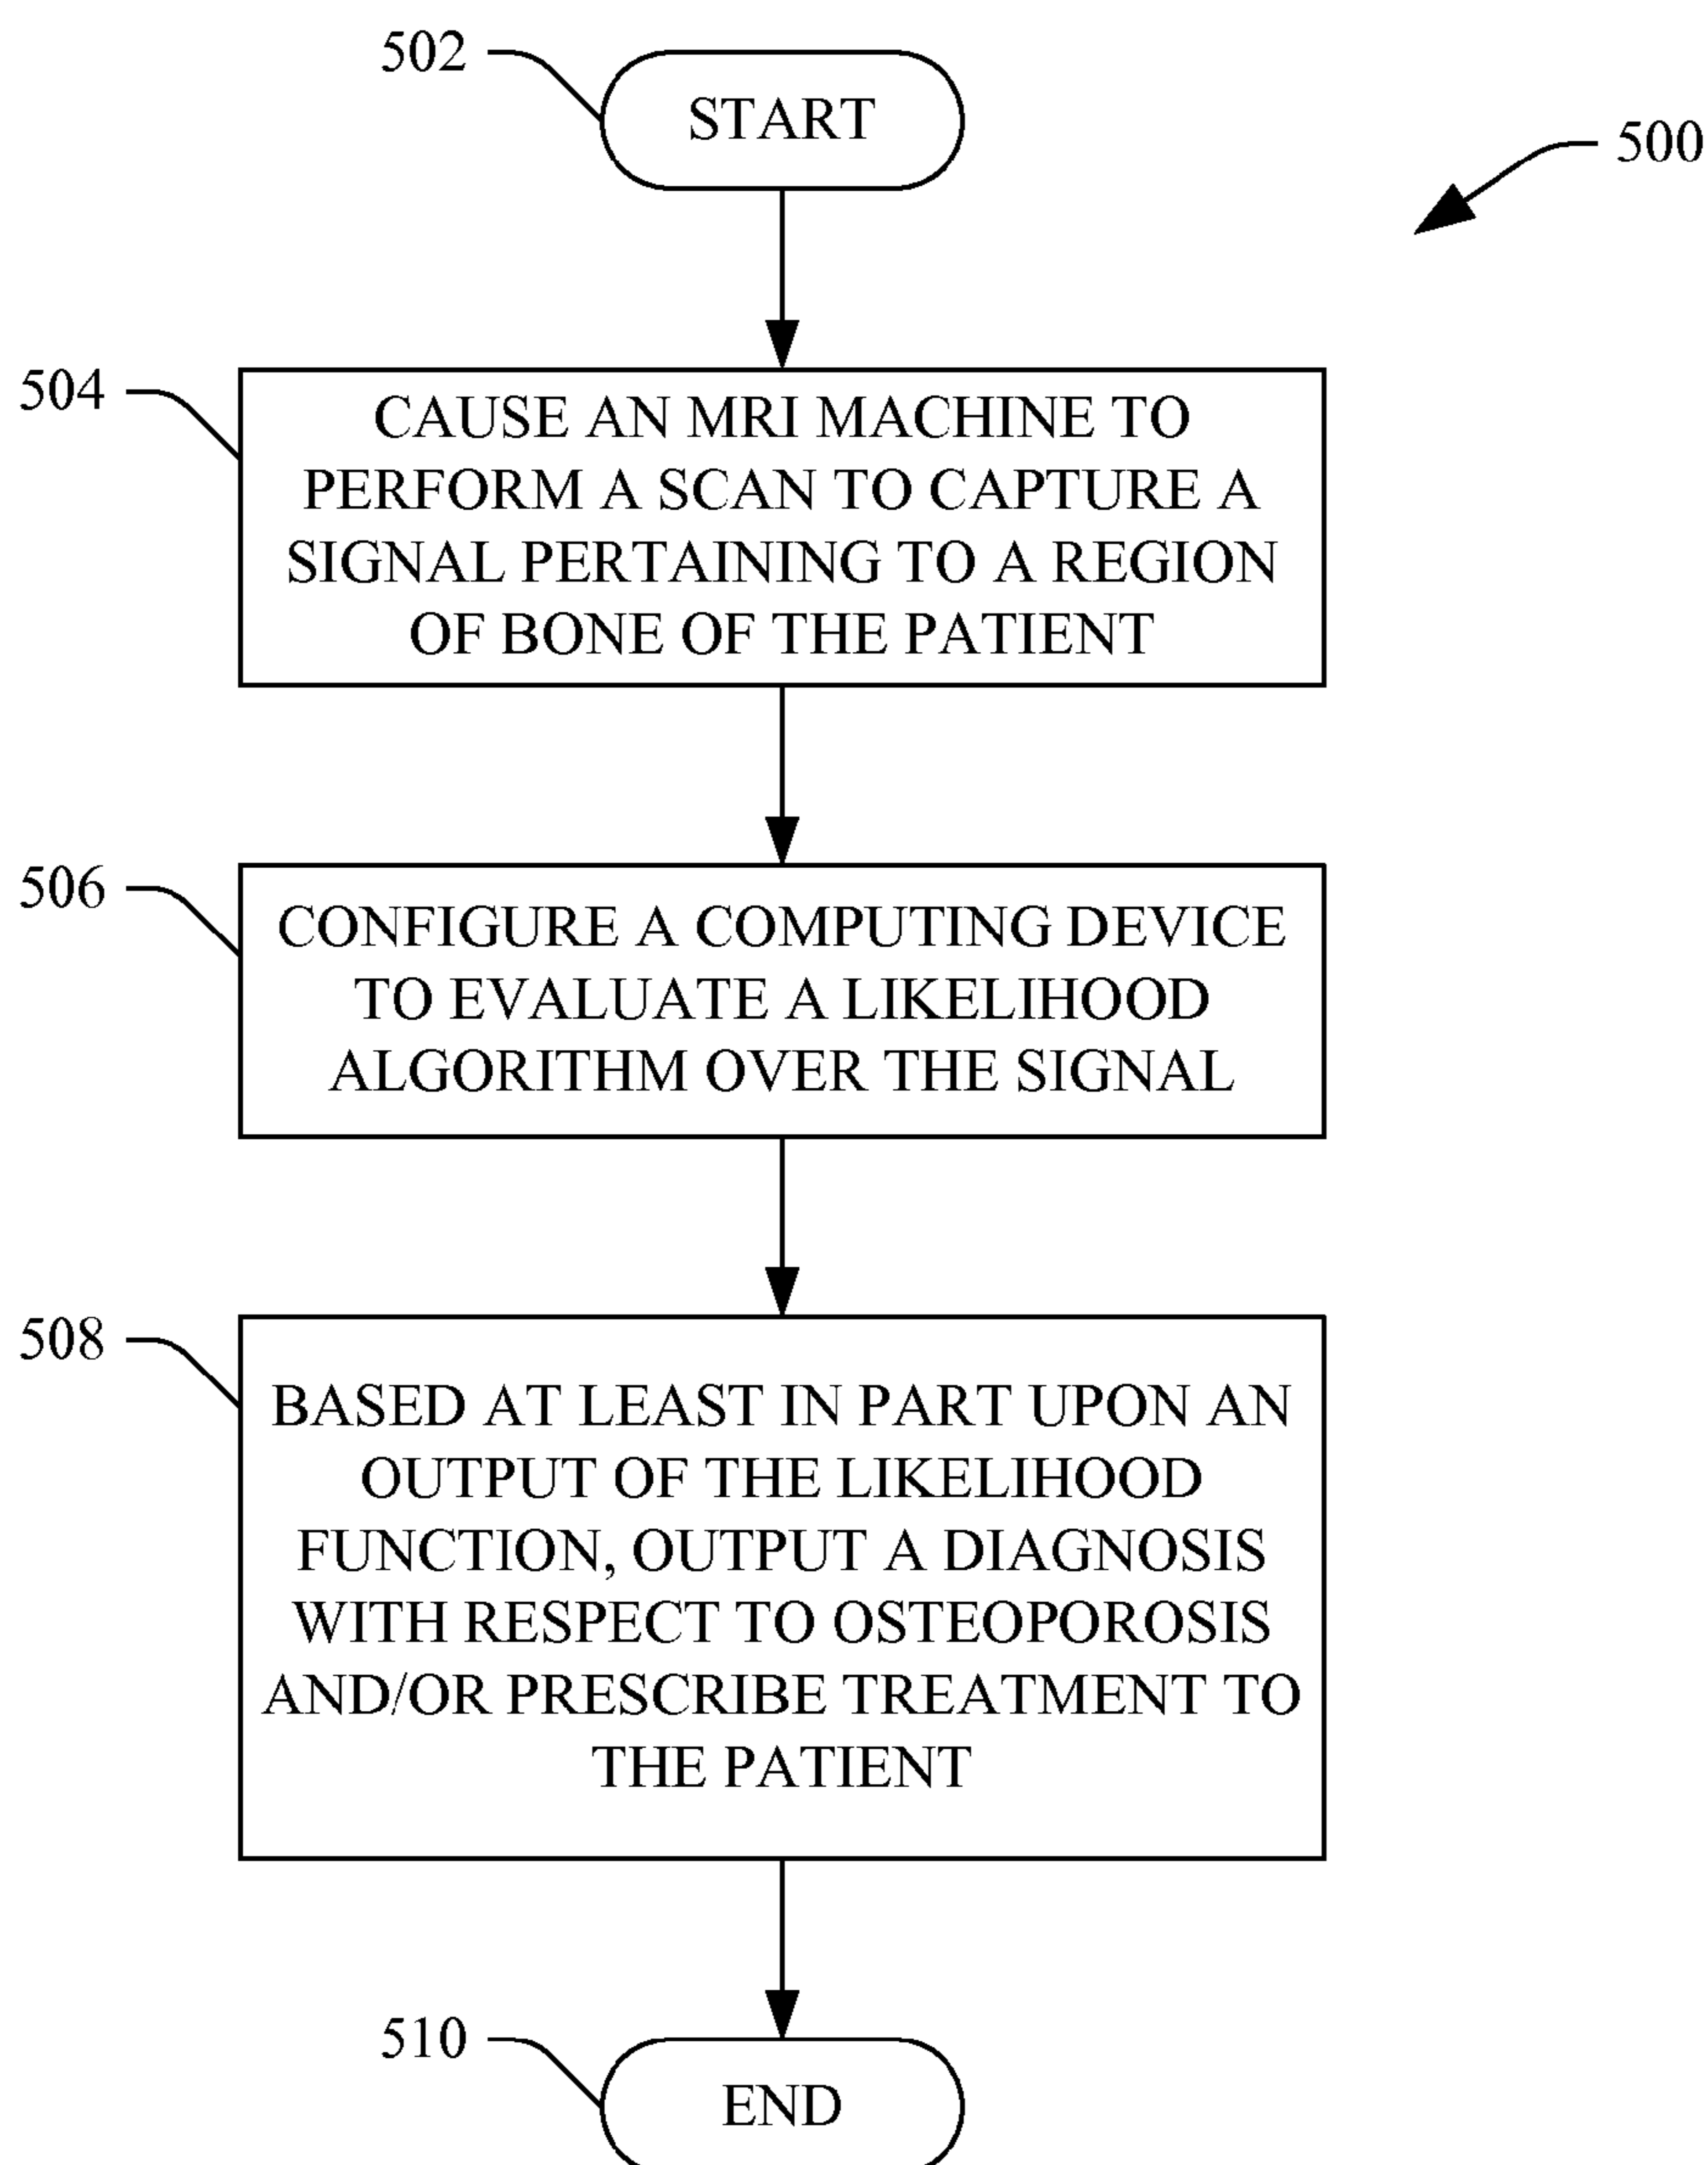 502
START
500
504
CAUSE AN MRI MACHINE TO
PERFORM A SCAN TO CAPTURE A
SIGNAL PERTAINING TO A REGION
OF BONE OF THE PATIENT
506
CONFIGURE A COMPUTING DEVICE
TO EVALUATE A LIKELIHOOD
ALGORITHM OVER THE SIGNAL
508
BASED AT LEAST IN PART UPON AN
OUTPUT OF THE LIKELIHOOD
FUNCTION, OUTPUT A DIAGNOSIS
WITH RESPECT TO OSTEOPOROSIS
AND/OR PRESCRIBE TREATMENT TO
THE PATIENT
510
END